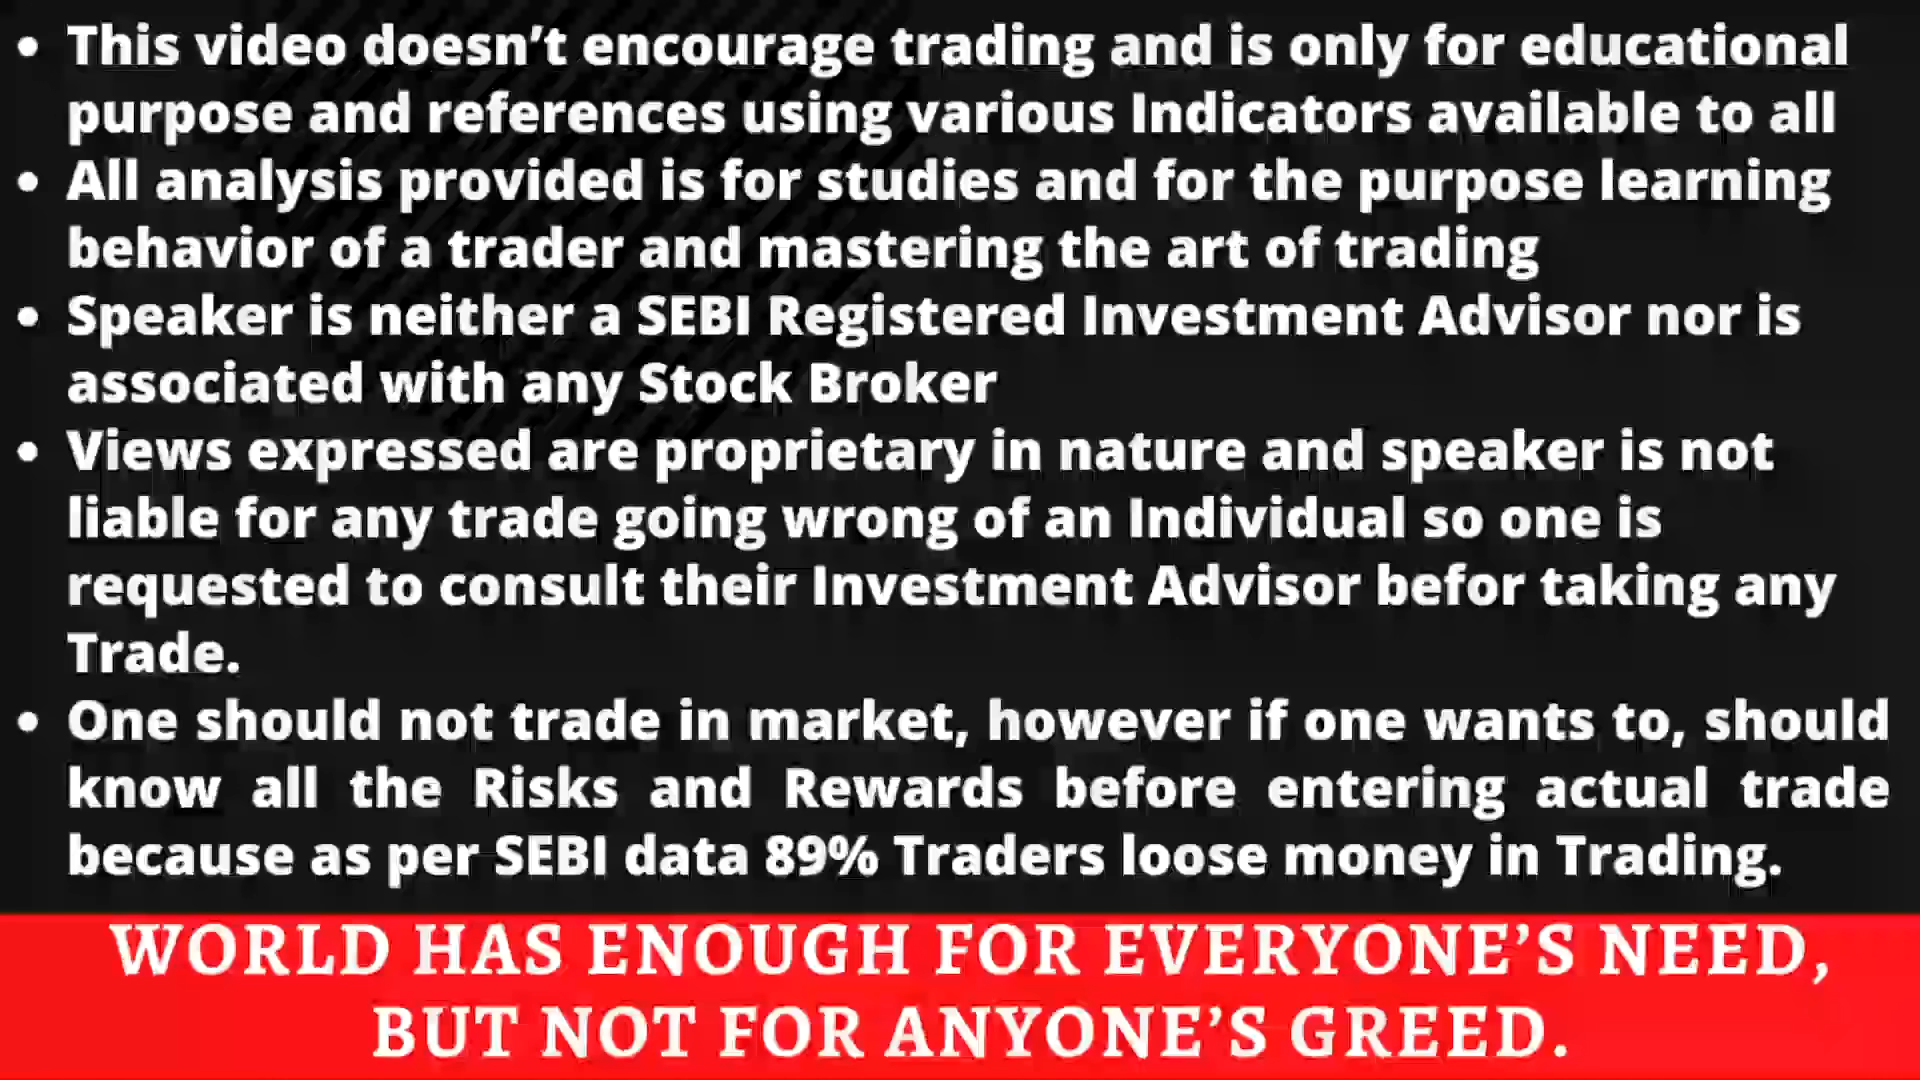 • This video doesn’t encourage trading and is only for educational
purpose and references using various Indicators available to all
• All analysis provided is for studies and for the purpose learning
behavior of a trader and mastering the art of trading
• Speaker is neither a SEBI Registered Investment Advisor nor is
associated with any Stock Broker
• Views expressed are proprietary in nature and speaker is not
liable for any trade going wrong of an Individual so one is
requested to consult their Investment Advisor befor taking any
Trade.
• One should not trade in market, however if one wants to, should
know all the Risks and Rewards before entering actual trade
because as per SEBI data 89% Traders loose money in Trading.
WORLD HAS ENOUGH FOR EVERYONE’S NEED,
BUT NOT FOR ANYONE’S GREED.